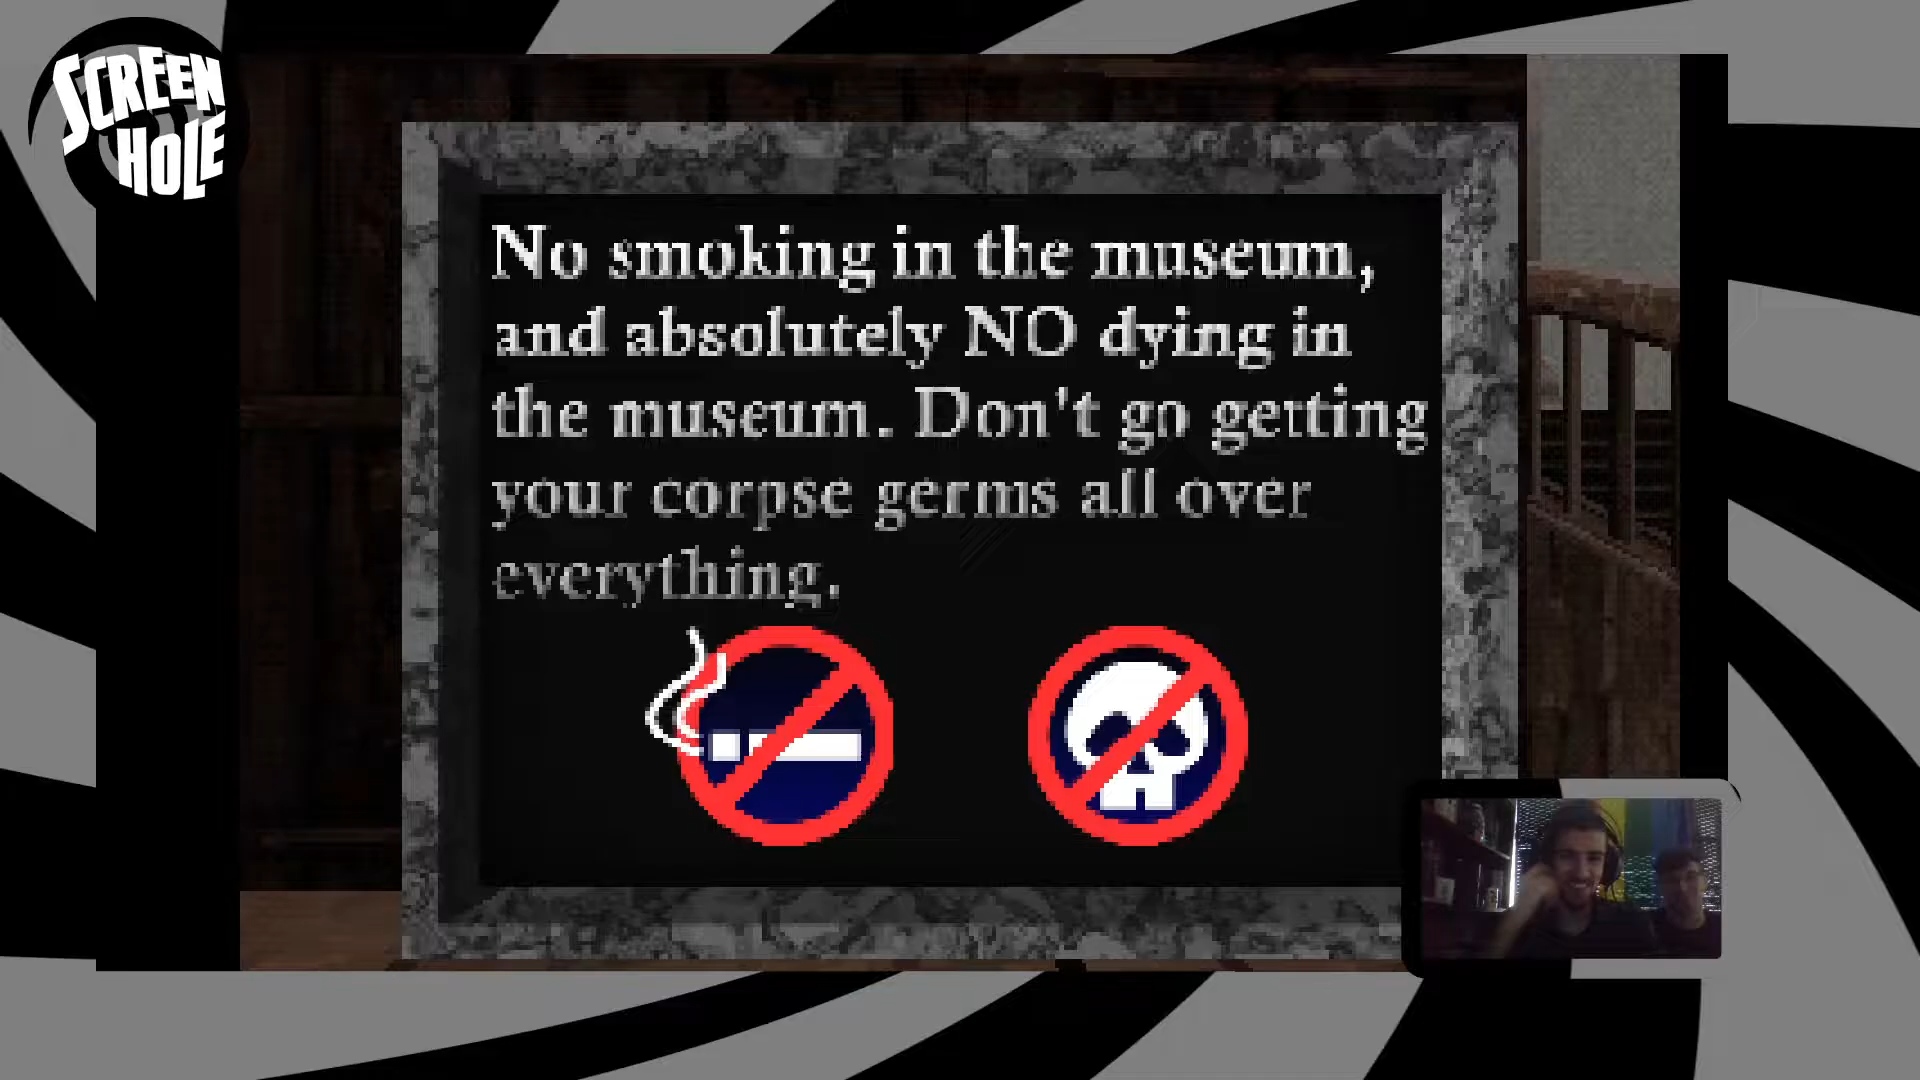 SCREEN
HOLE
No smoking in the museum,
and absolutely NO dying in
the museum. Don't go getting
your corpse germs all over
everything.